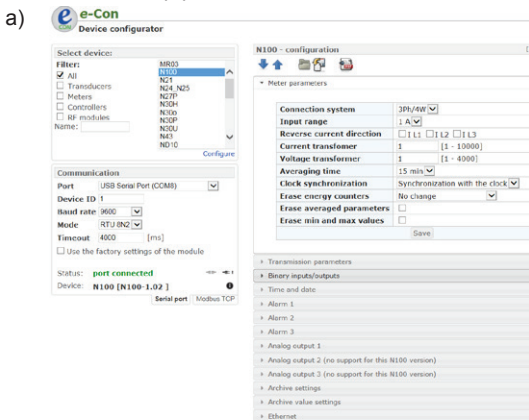 a)
e-Con
Device configurator
Select device:
Filter:
All
Transducers
Meters
Controllers
RF modules
Name:
MR03
N100
N21
N24_N25
N27P
N30H
N30o
N30P
N30U
N43
ND10
Configure
Communication
Port USB Serial Port (COM8)
Device ID 1
Baud rate 9600
Mode RTU 8N2
Timeout 4000 [ms]
Use the factory settings of the module
Status: port connected
Device: N100 [N100-1.02 ]
Serial port Modbus TCP
N100 - configuration
Meter parameters
Connection system 3Ph/4W
Input range 1 A
Reverse current direction I L1 I L2 I L3
Current transfomer 1 [1 - 10000]
Voltage transformer 1 [1 - 4000]
Averaging time 15 min
Clock synchronization Synchronization with the clock
Erase energy counters No change
Erase averaged parameters
Erase min and max values
Save
Transmission parameters
Binary inputs/outputs
Time and date
Alarm 1
Alarm 2
Alarm 3
Analog output 1
Analog output 2 (no support for this N100 version)
Analog output 3 (no support for this N100 version)
Archive settings
Archive value settings
Ethernet